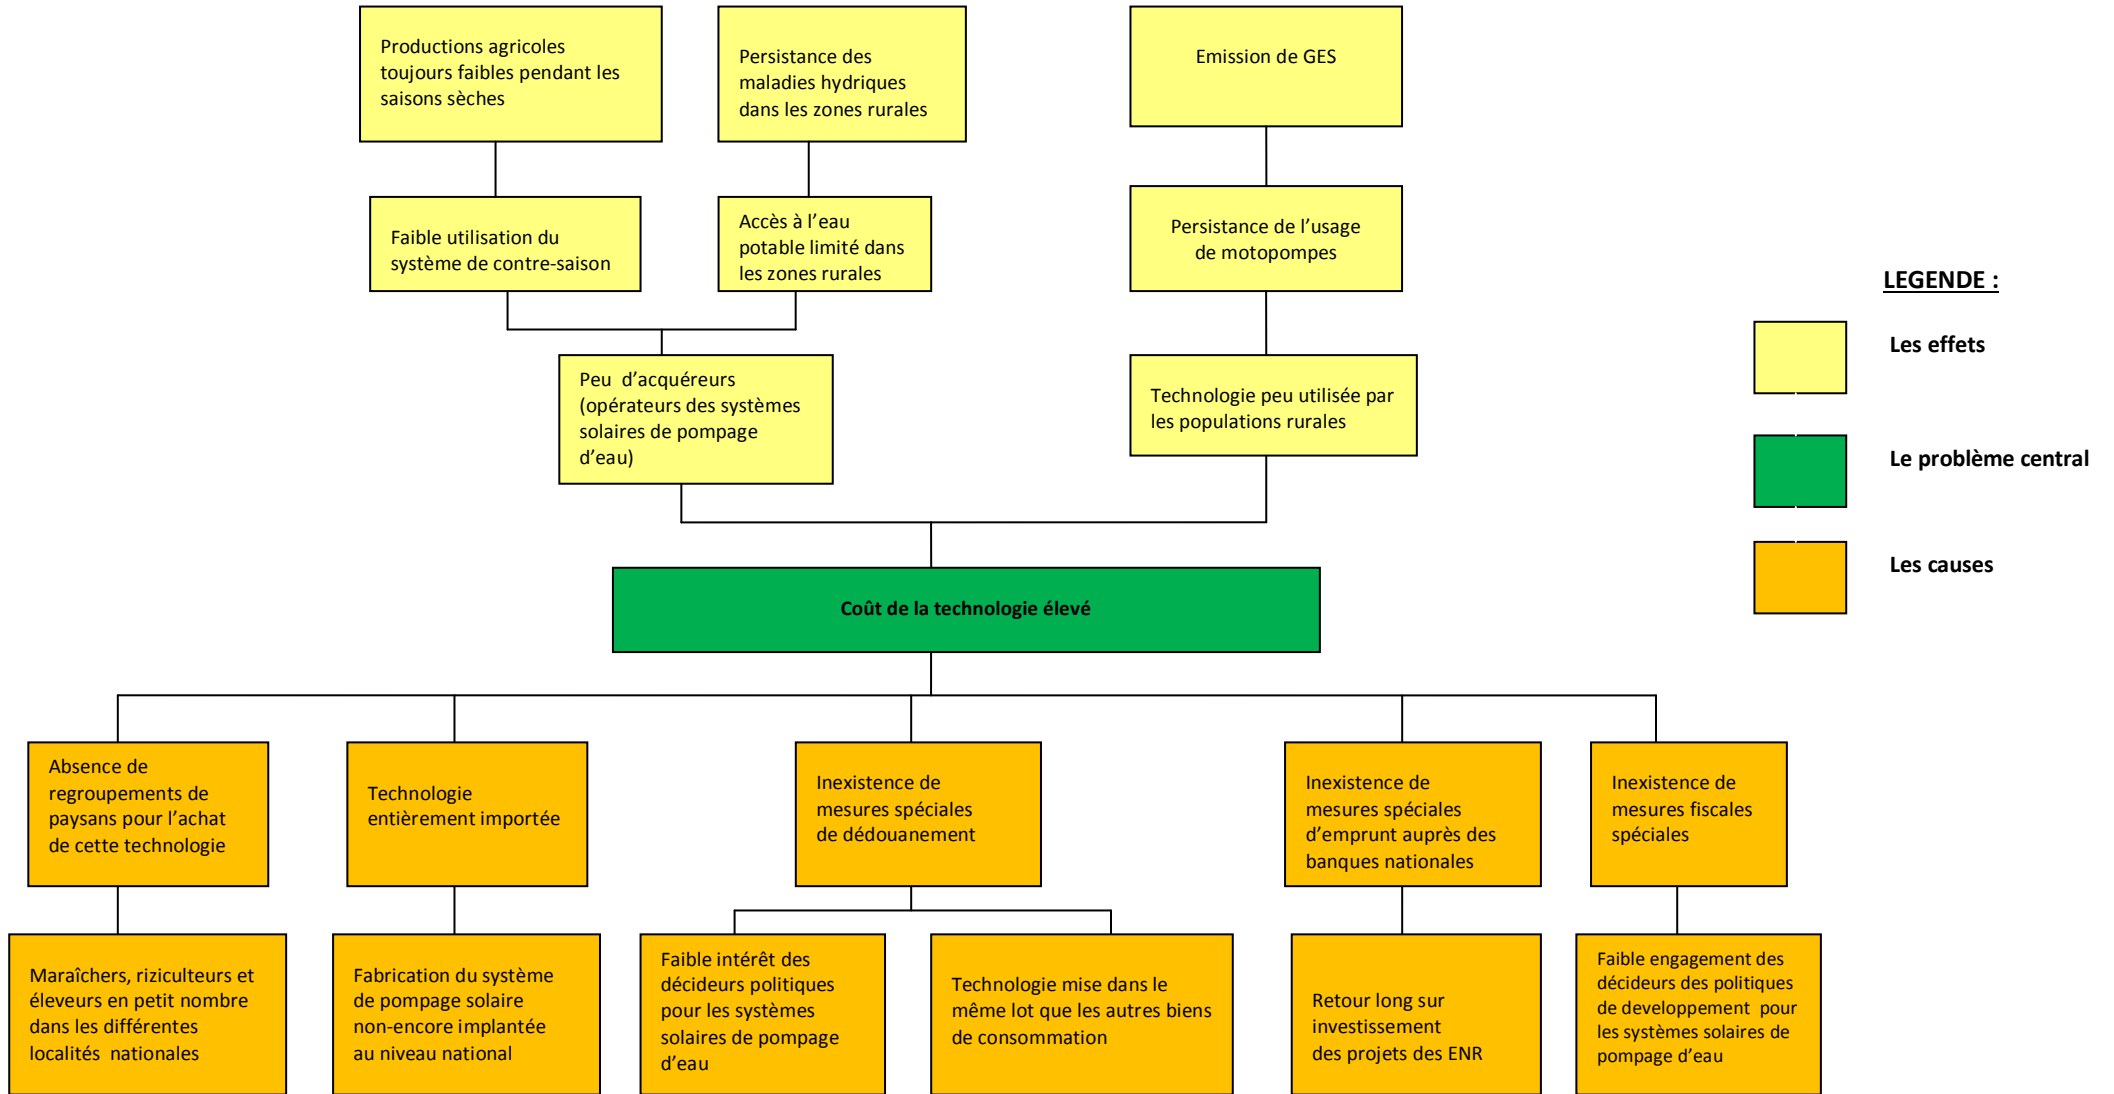 Productions agricoles
toujours faibles pendant les
saisons sèches
Persistance des
maladies hydriques
dans les zones rurales
Emission de GES
Faible utilisation du
système de contre-saison
Accès à l’eau
potable limité dans
les zones rurales
Persistance de l’usage
de motopompes
LEGENDE :
Les effets
Le problème central
Les causes
Peu d’acquéreurs
(opérateurs des systèmes
solaires de pompage
d’eau)
Technologie peu utilisée par
les populations rurales
Coût de la technologie élevé
Absence de
regroupements de
paysans pour l’achat
de cette technologie
Technologie
entièrement importée
Inexistence de
mesures spéciales
de dédouanement
Inexistence de
mesures spéciales
d’emprunt auprès des
banques nationales
Inexistence de
mesures fiscales
spéciales
Maraîchers, riziculteurs et
éleveurs en petit nombre
dans les différentes
localités nationales
Fabrication du système
de pompage solaire
non-encore implantée
au niveau national
Faible intérêt des
décideurs politiques
pour les systèmes
solaires de pompage
d’eau
Technologie mise dans le
même lot que les autres biens
de consommation
Retour long sur
investissement
des projets des ENR
Faible engagement des
décideurs des politiques
de developpement pour
les systèmes solaires de
pompage d’eau